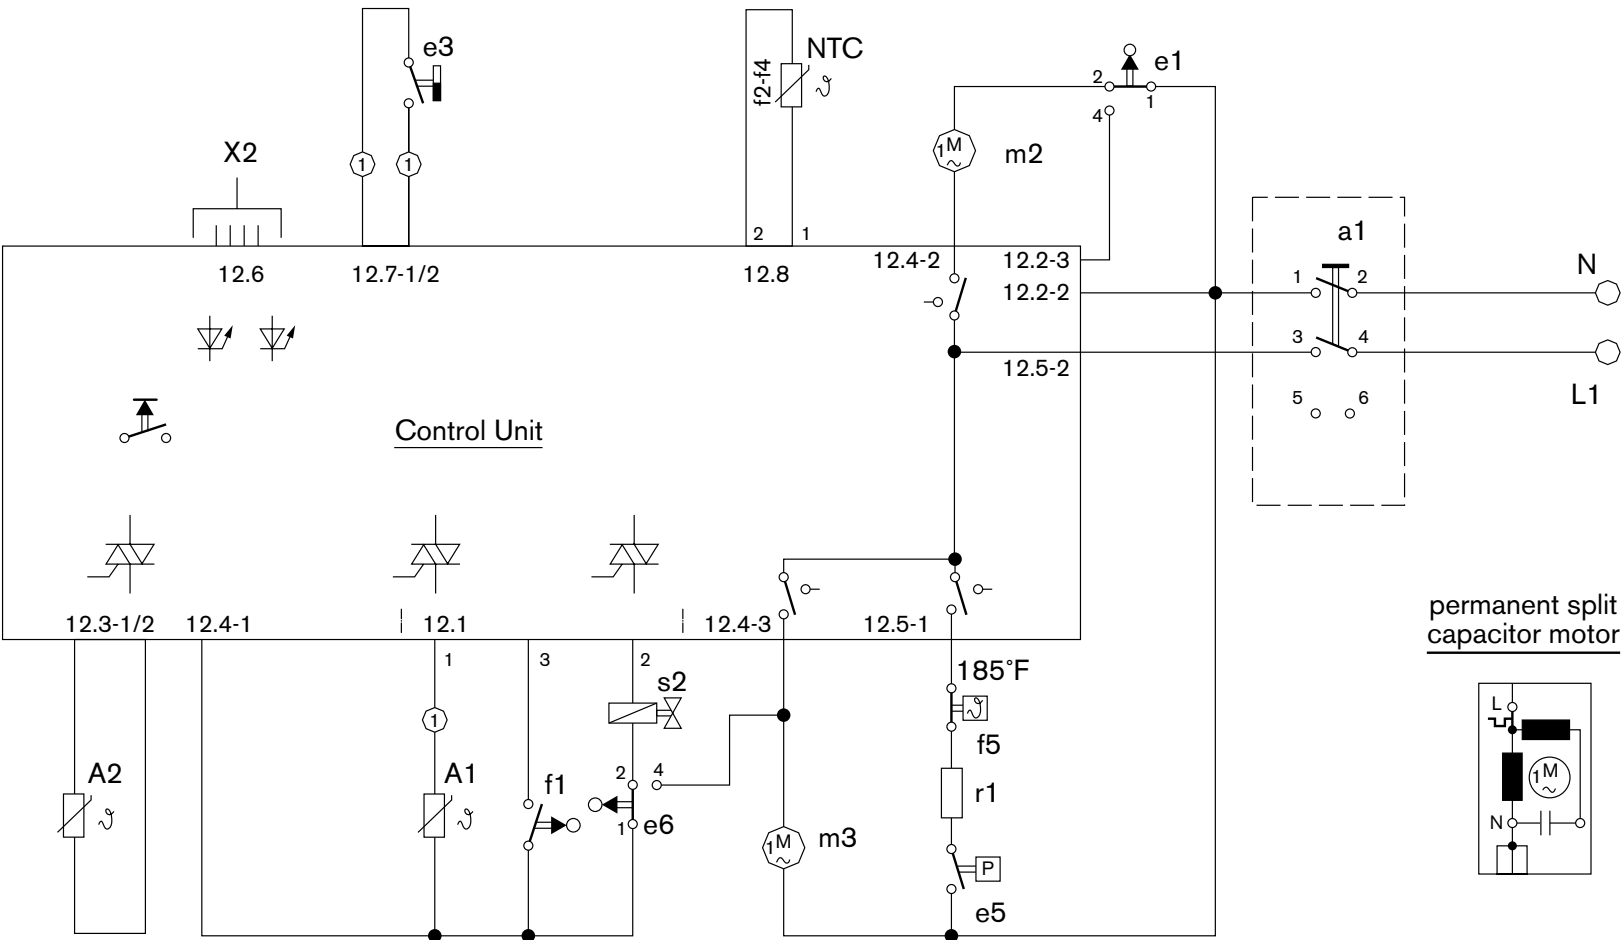 e3
NTC
f2-f4
ϑ
e1
2
1
4
1
1
X2
1 M
~
m2
2
1
12.6
12.7-1/2
12.8
12.4-2
12.2-3
12.2-2
12.5-2
a1
1
2
3
4
5
6
N
L1
Control Unit
12.3-1/2
12.4-1
12.1
12.4-3
12.5-1
1
3
2
s2
185°F
ϑ
f5
1
A2
ϑ
A1
ϑ
f1
2
4
1
e6
1 M
~
m3
r1
P
e5
permanent split
capacitor motor
L
1 M
~
N